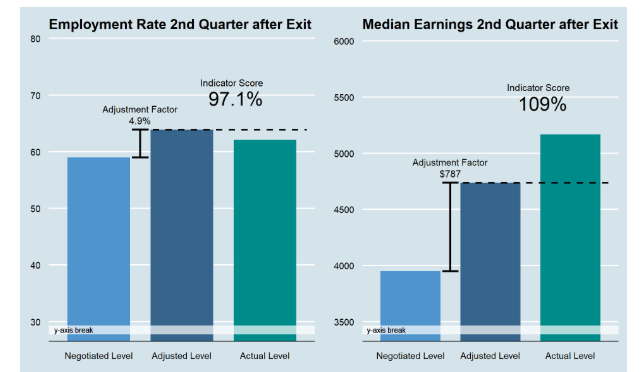 Employment Rate 2nd Quarter after Exit
80
70
60
50
40
30
Indicator Score
97.1%
Adjustment Factor
4.9%
y-axis break
Negotiated Level
Adjusted Level
Actual Level
Median Earnings 2nd Quarter after Exit
6000
5500
5000
4500
4000
3500
Indicator Score
109%
Adjustment Factor
$787
y-axis break
Negotiated Level
Adjusted Level
Actual Level